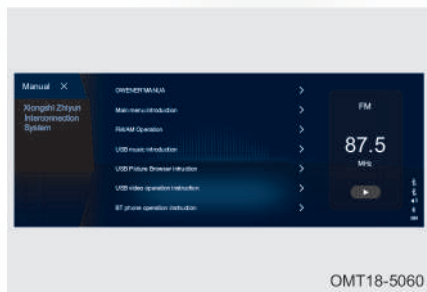 Manual ×
Xiongshi Zhiyun
Interconnection
System
OWENER MANUA
Main menu introduction
FM/AM Operation
USB music introduction
USB Picture Browser intruction
USB video operation instruction
BT phone operation instruction
FM
87.5
MHz
OMT18-5060